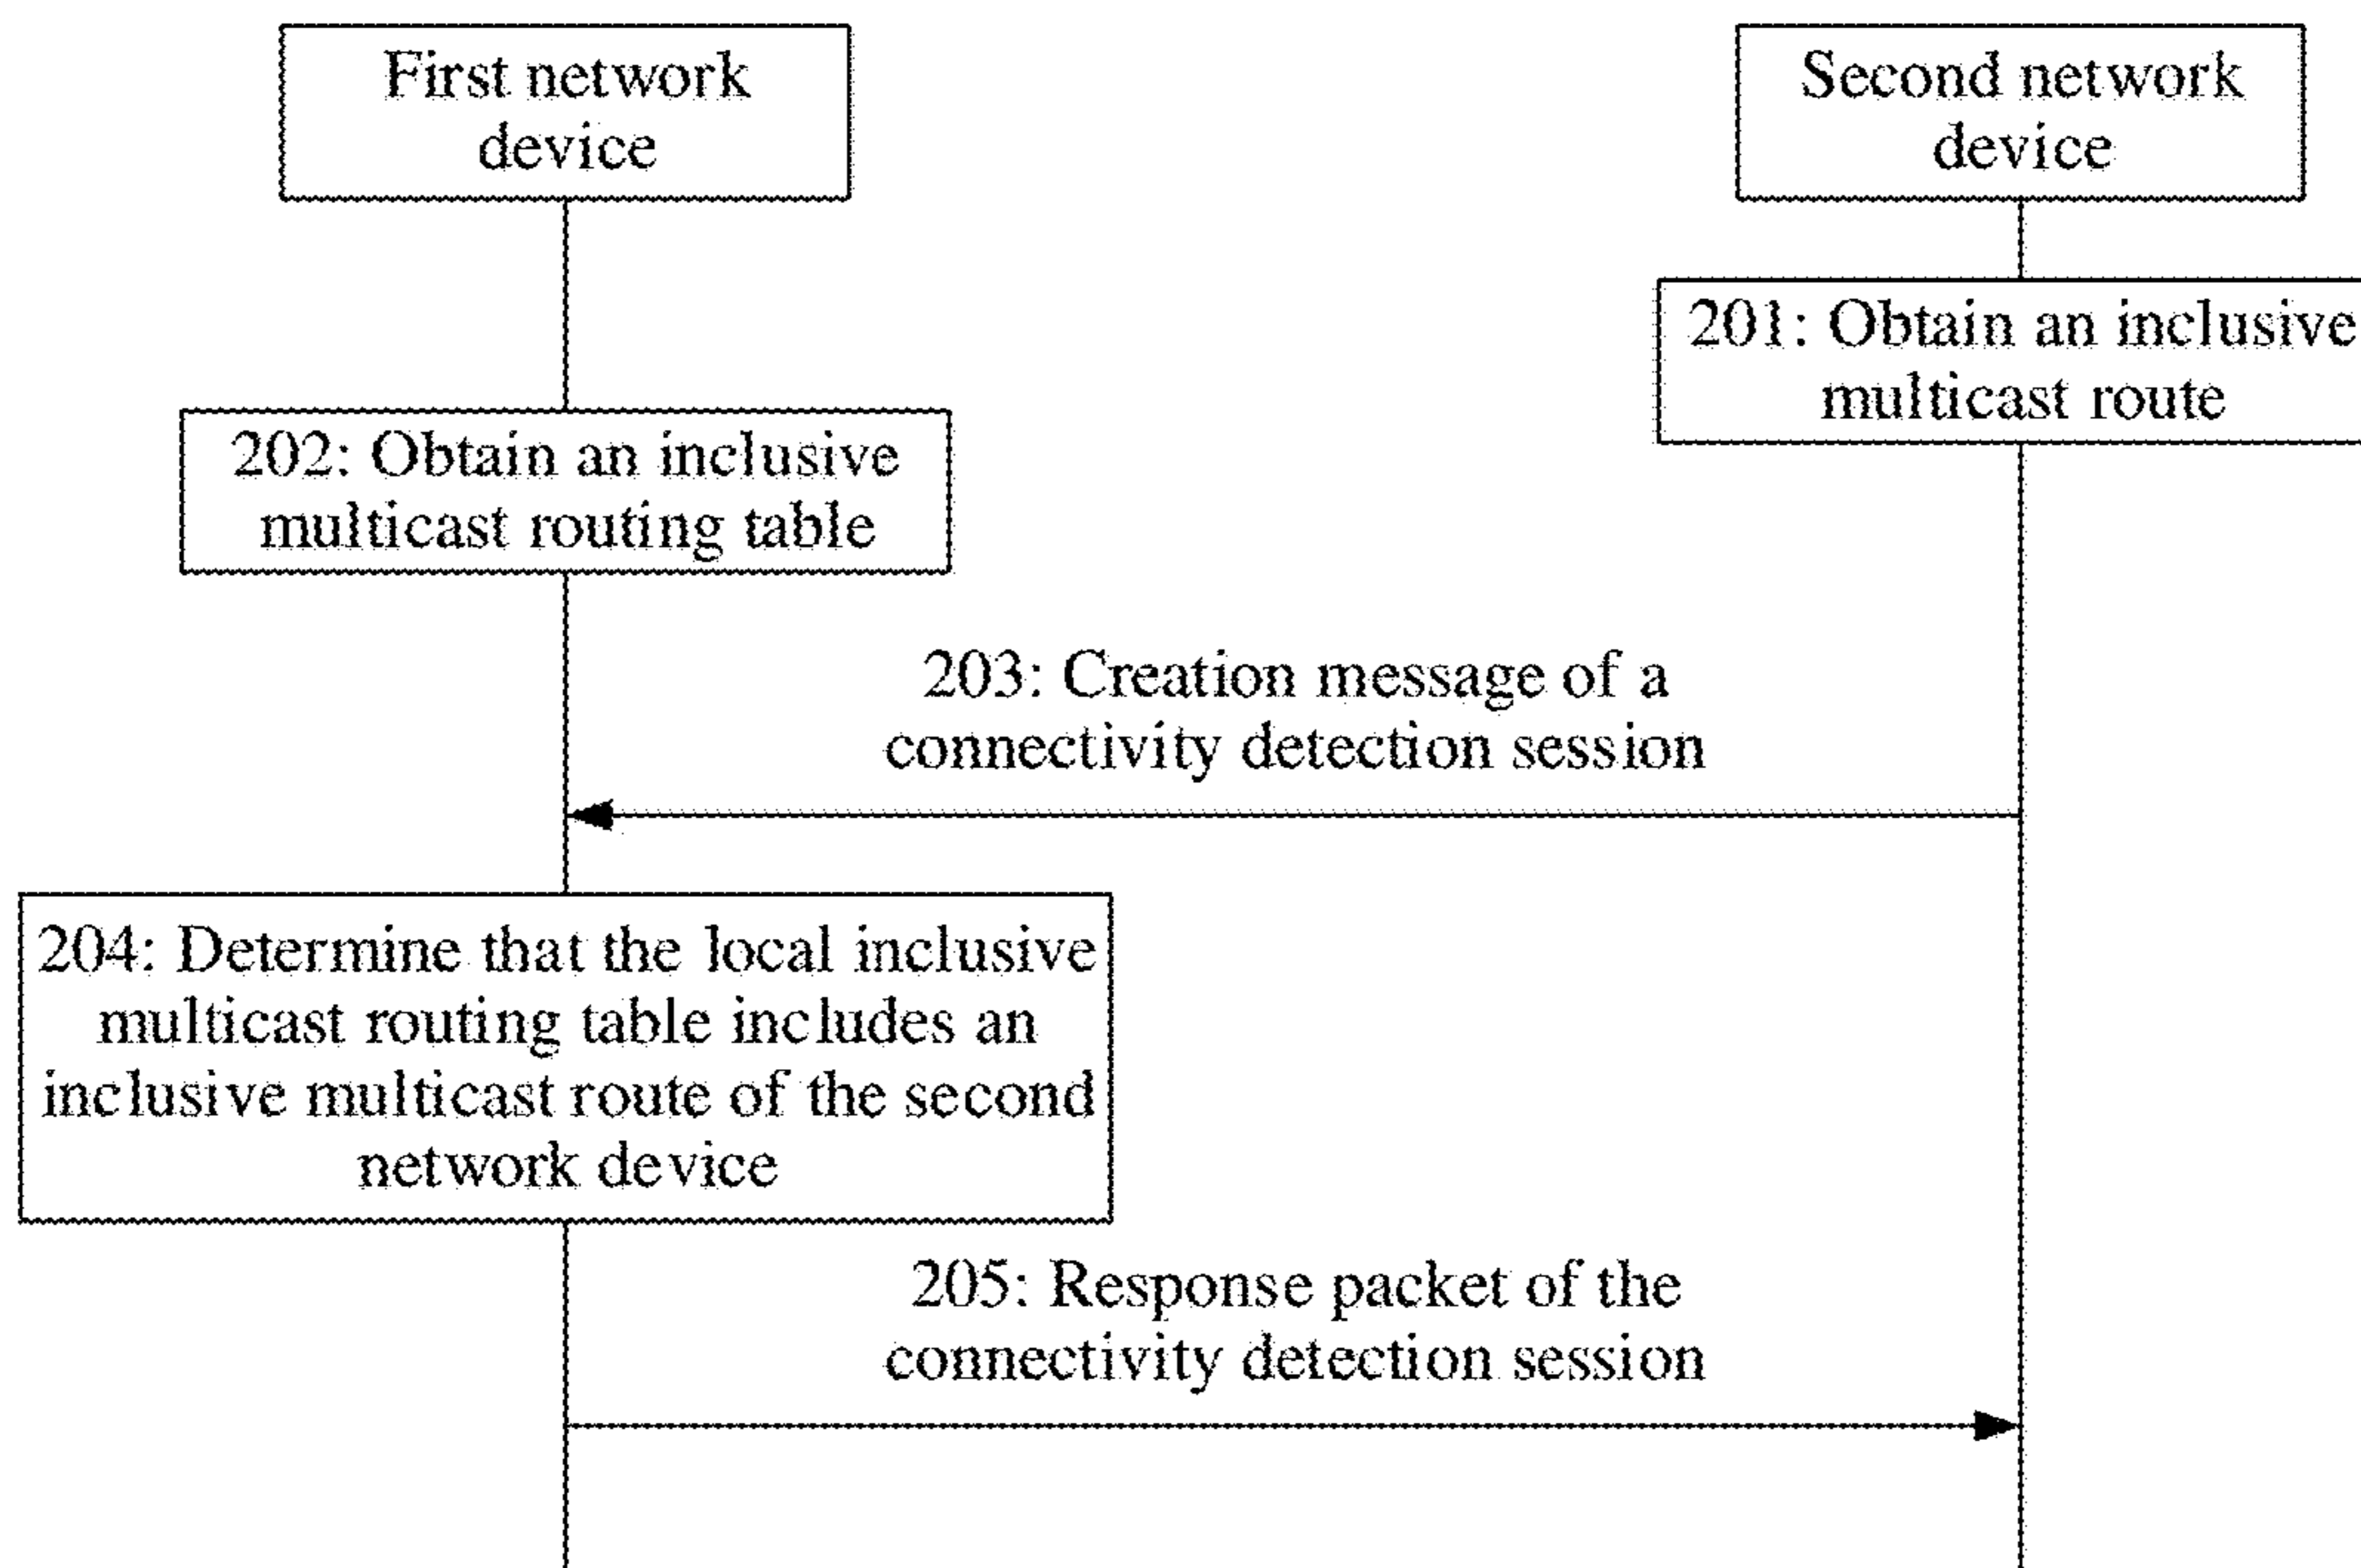 First network
device
Second network
device
201: Obtain an inclusive
multicast route
202: Obtain an inclusive
multicast routing table
203: Creation message of a
connectivity detection session
204: Determine that the local inclusive
multicast routing table includes an
inclusive multicast route of the second
network device
205: Response packet of the
connectivity detection session